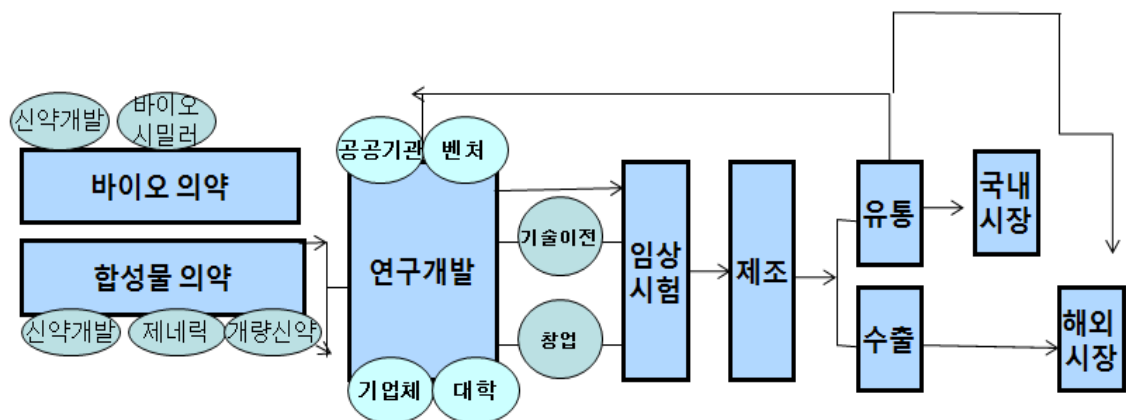 신약개발
바이오
시밀러
바이오 의약
합성물 의약
신약개발
제네릭
개량신약
공공기관
벤처
연구개발
기업체
대학
기술이전
창업
임상
시험
제조
유통
수출
국내
시장
해외
시장